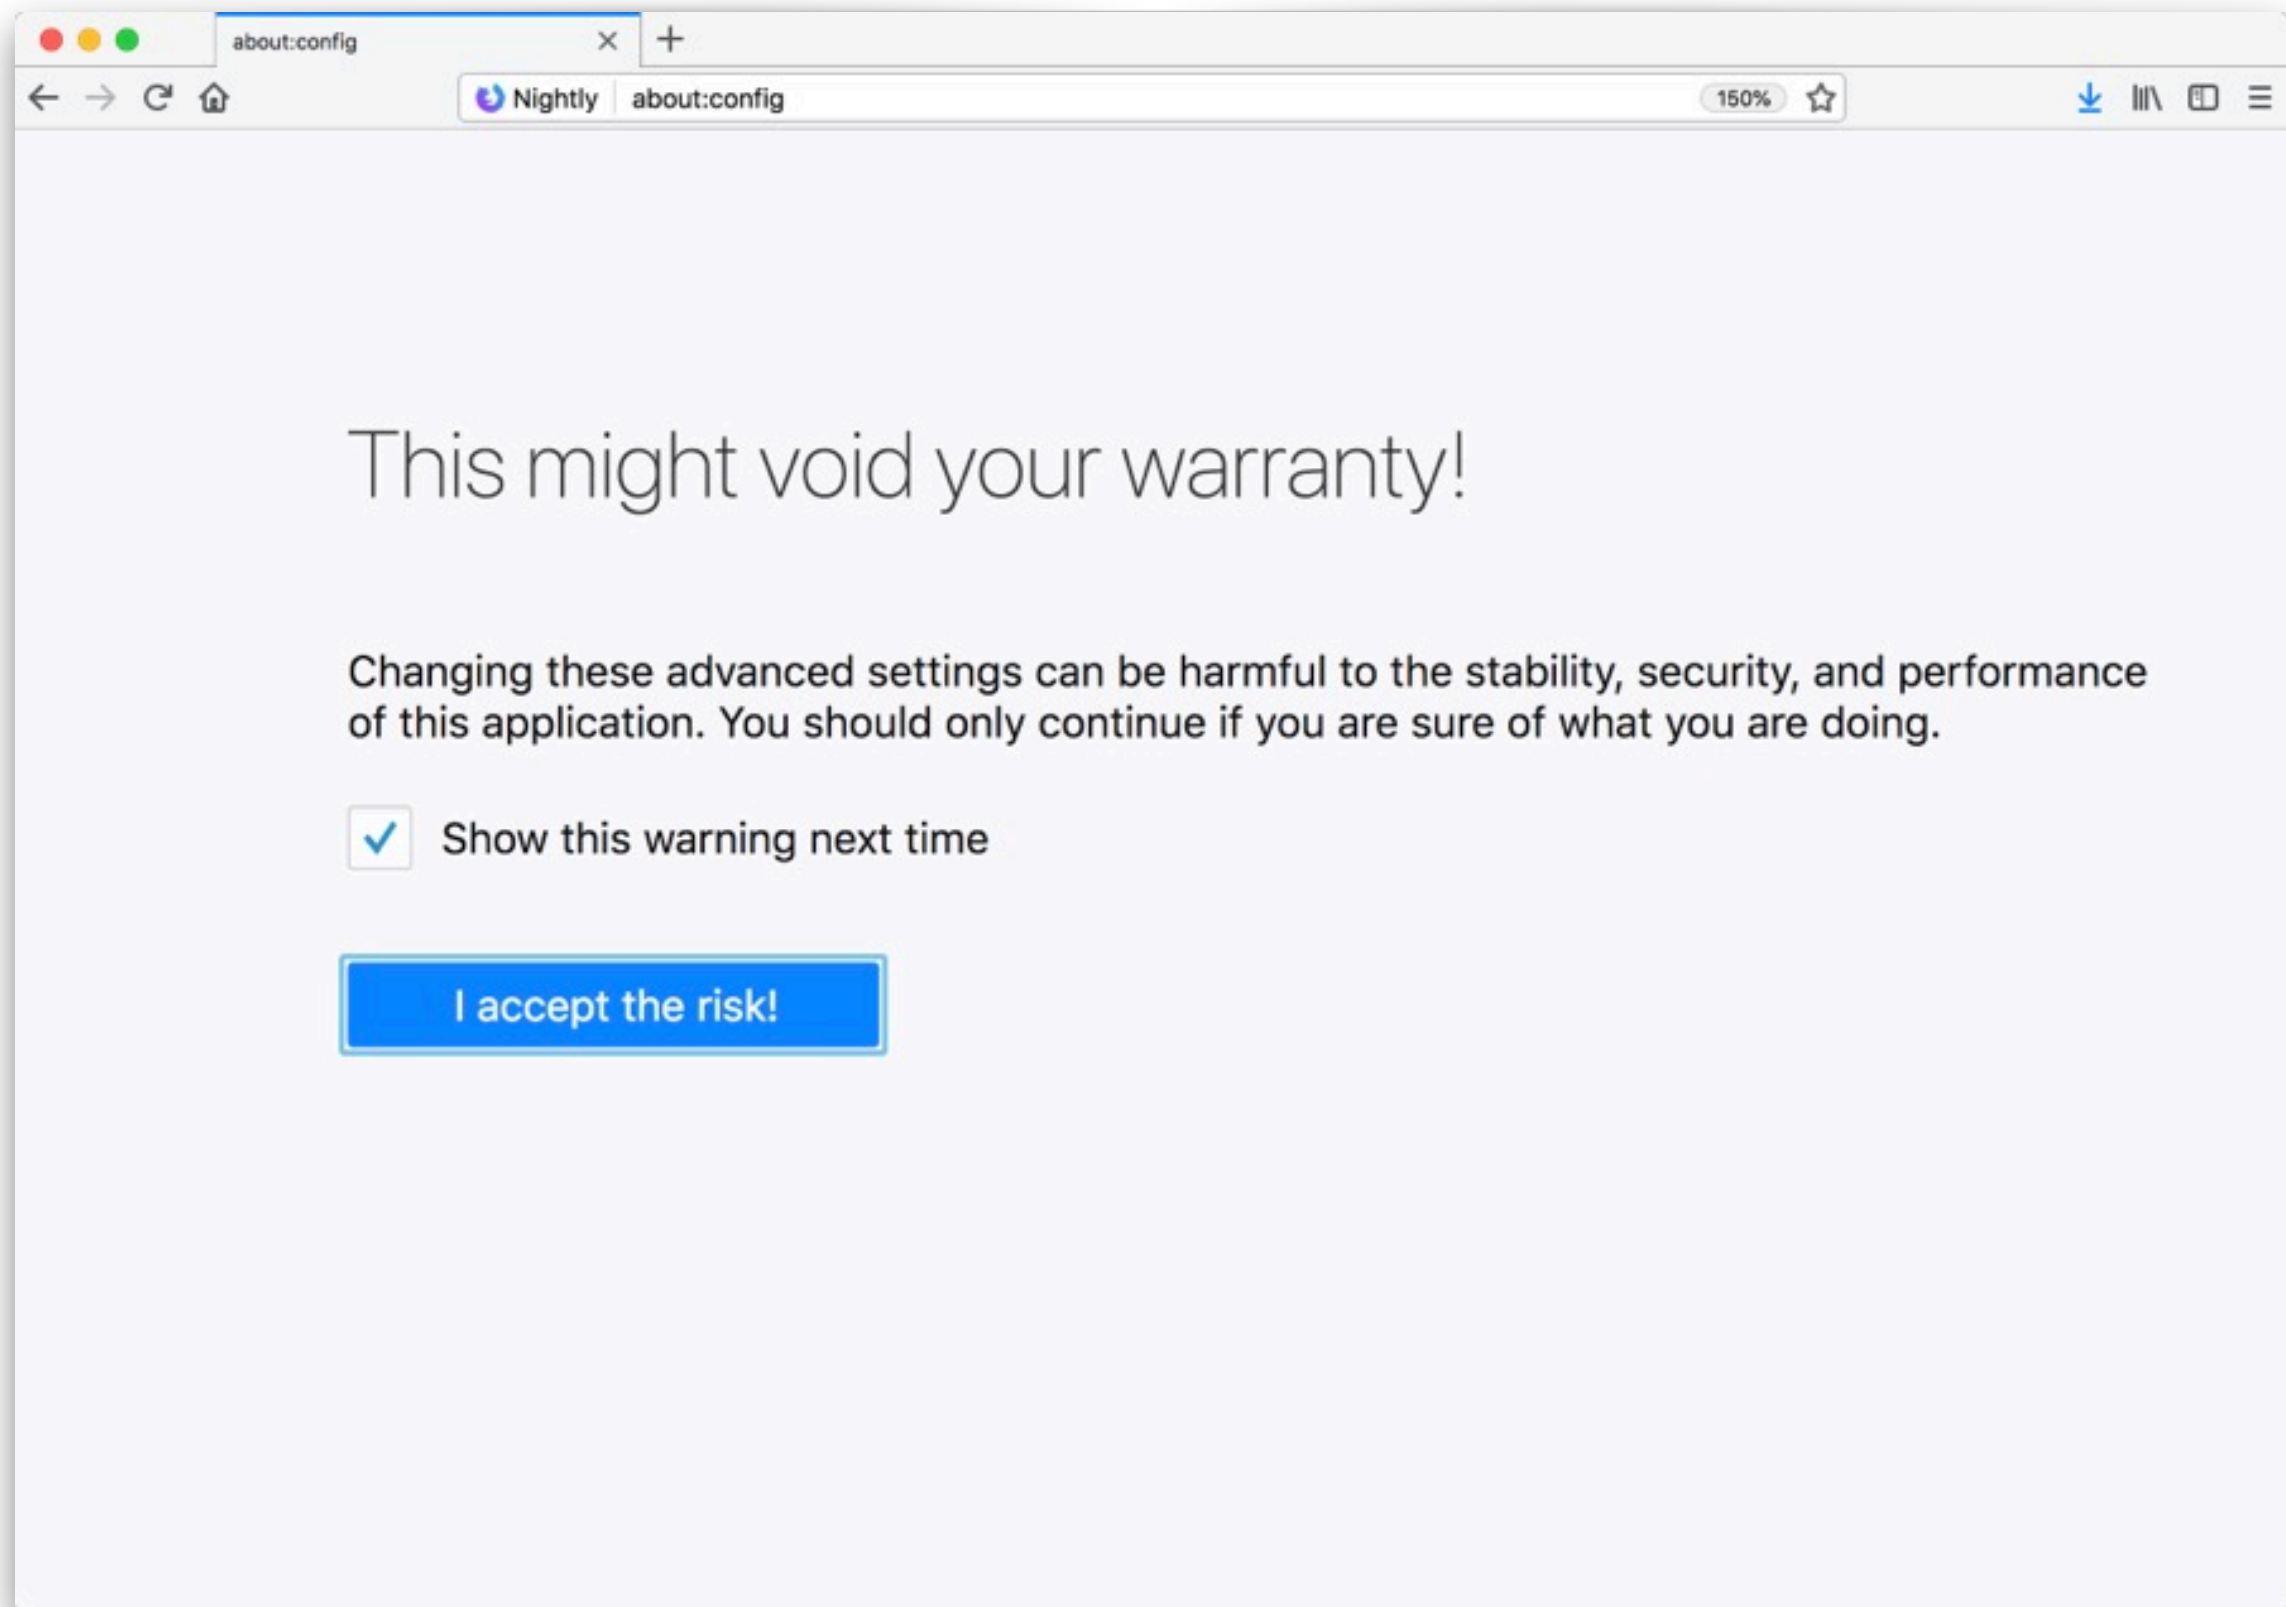 about:config
Nightly about:config 150%
This might void your warranty!
Changing these advanced settings can be harmful to the stability, security, and performance
of this application. You should only continue if you are sure of what you are doing.
Show this warning next time
I accept the risk!